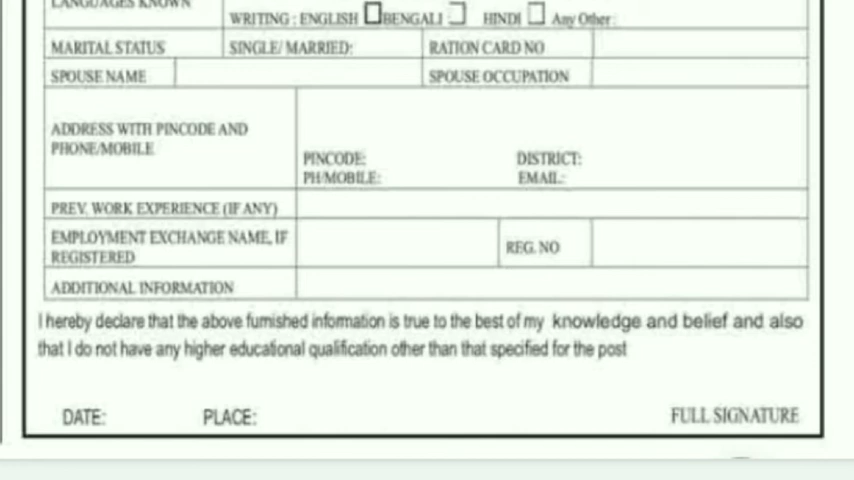 LANGUAGES KNOWN
WRITING : ENGLISH BENGALI HINDI Any Other:
MARITAL STATUS SINGLE/ MARRIED: RATION CARD NO
SPOUSE NAME SPOUSE OCCUPATION
ADDRESS WITH PINCODE AND
PHONE/MOBILE
PINCODE: DISTRICT:
PH/MOBILE: EMAIL:
PREV. WORK EXPERIENCE (IF ANY)
EMPLOYMENT EXCHANGE NAME, IF
REGISTERED
REG. NO
ADDITIONAL INFORMATION
I hereby declare that the above furnished information is true to the best of my knowledge and belief and also
that I do not have any higher educational qualification other than that specified for the post
DATE: PLACE: FULL SIGNATURE